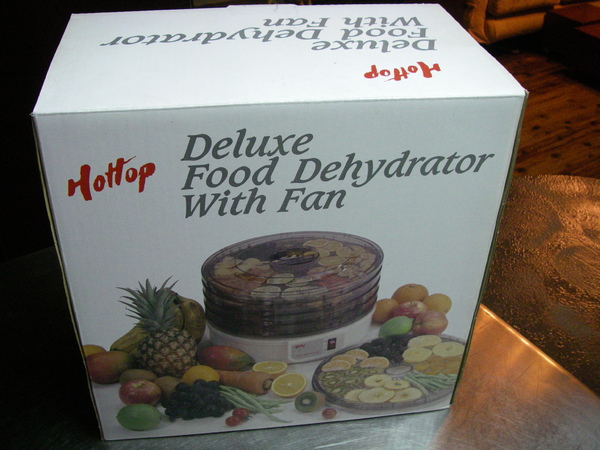 Deluxe
Food Dehydrator
With Fan
HotTop
HotTop
Deluxe
Food Dehydrator
With Fan